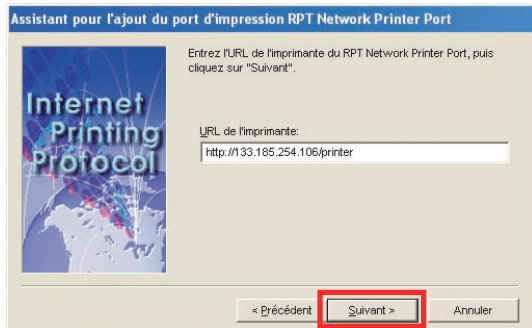 Assistant pour l'ajout du port d'impression RPT Network Printer Port
Internet
Printing
Protocol
Entrez l'URL de l'imprimante du RPT Network Printer Port, puis
cliquez sur "Suivant".
URL de l'imprimante:
http://133.185.254.106/printer
< Précédent
Suivant >
Annuler